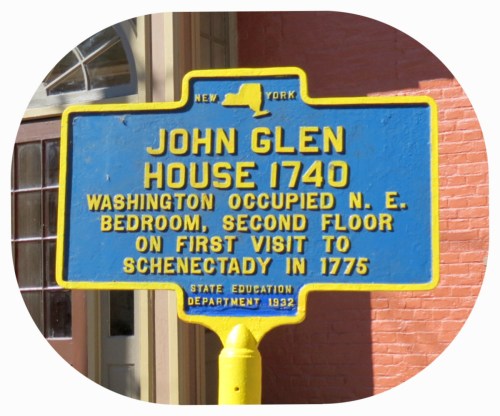 NEW YORK
JOHN GLEN
HOUSE 1740
WASHINGTON OCCUPIED N. E.
BEDROOM, SECOND FLOOR
ON FIRST VISIT TO
SCHENECTADY IN 1775
STATE EDUCATION
DEPARTMENT 1932